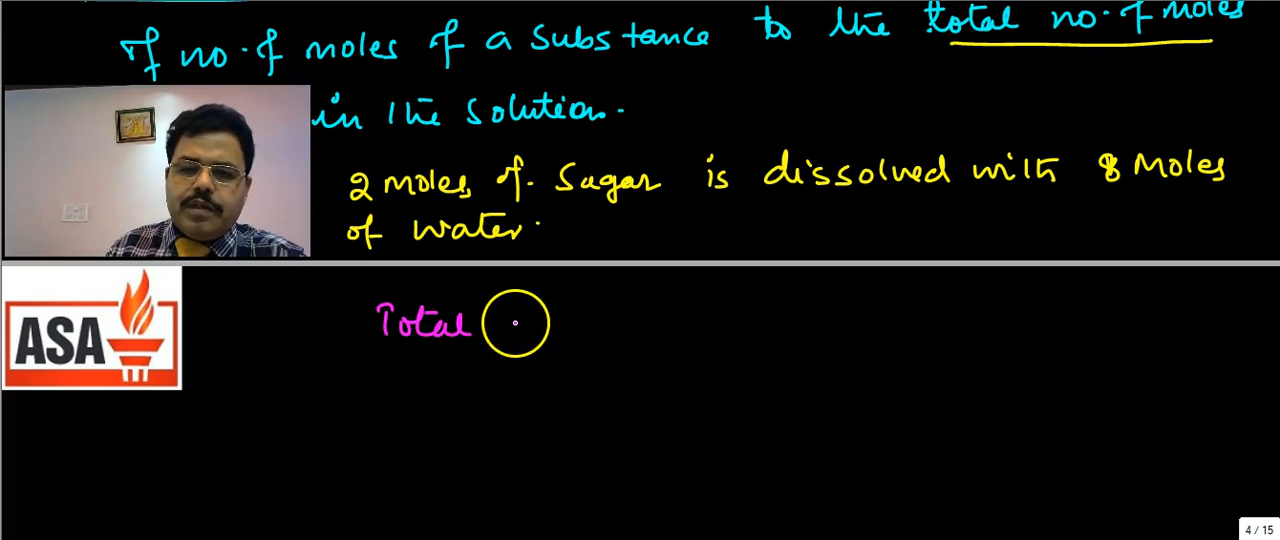 of no. of moles of a substance to the total no. of moles
in the solution.
2 moles of. Sugar is dissolved with 8 moles
of water.
ASA
Total
4 / 15